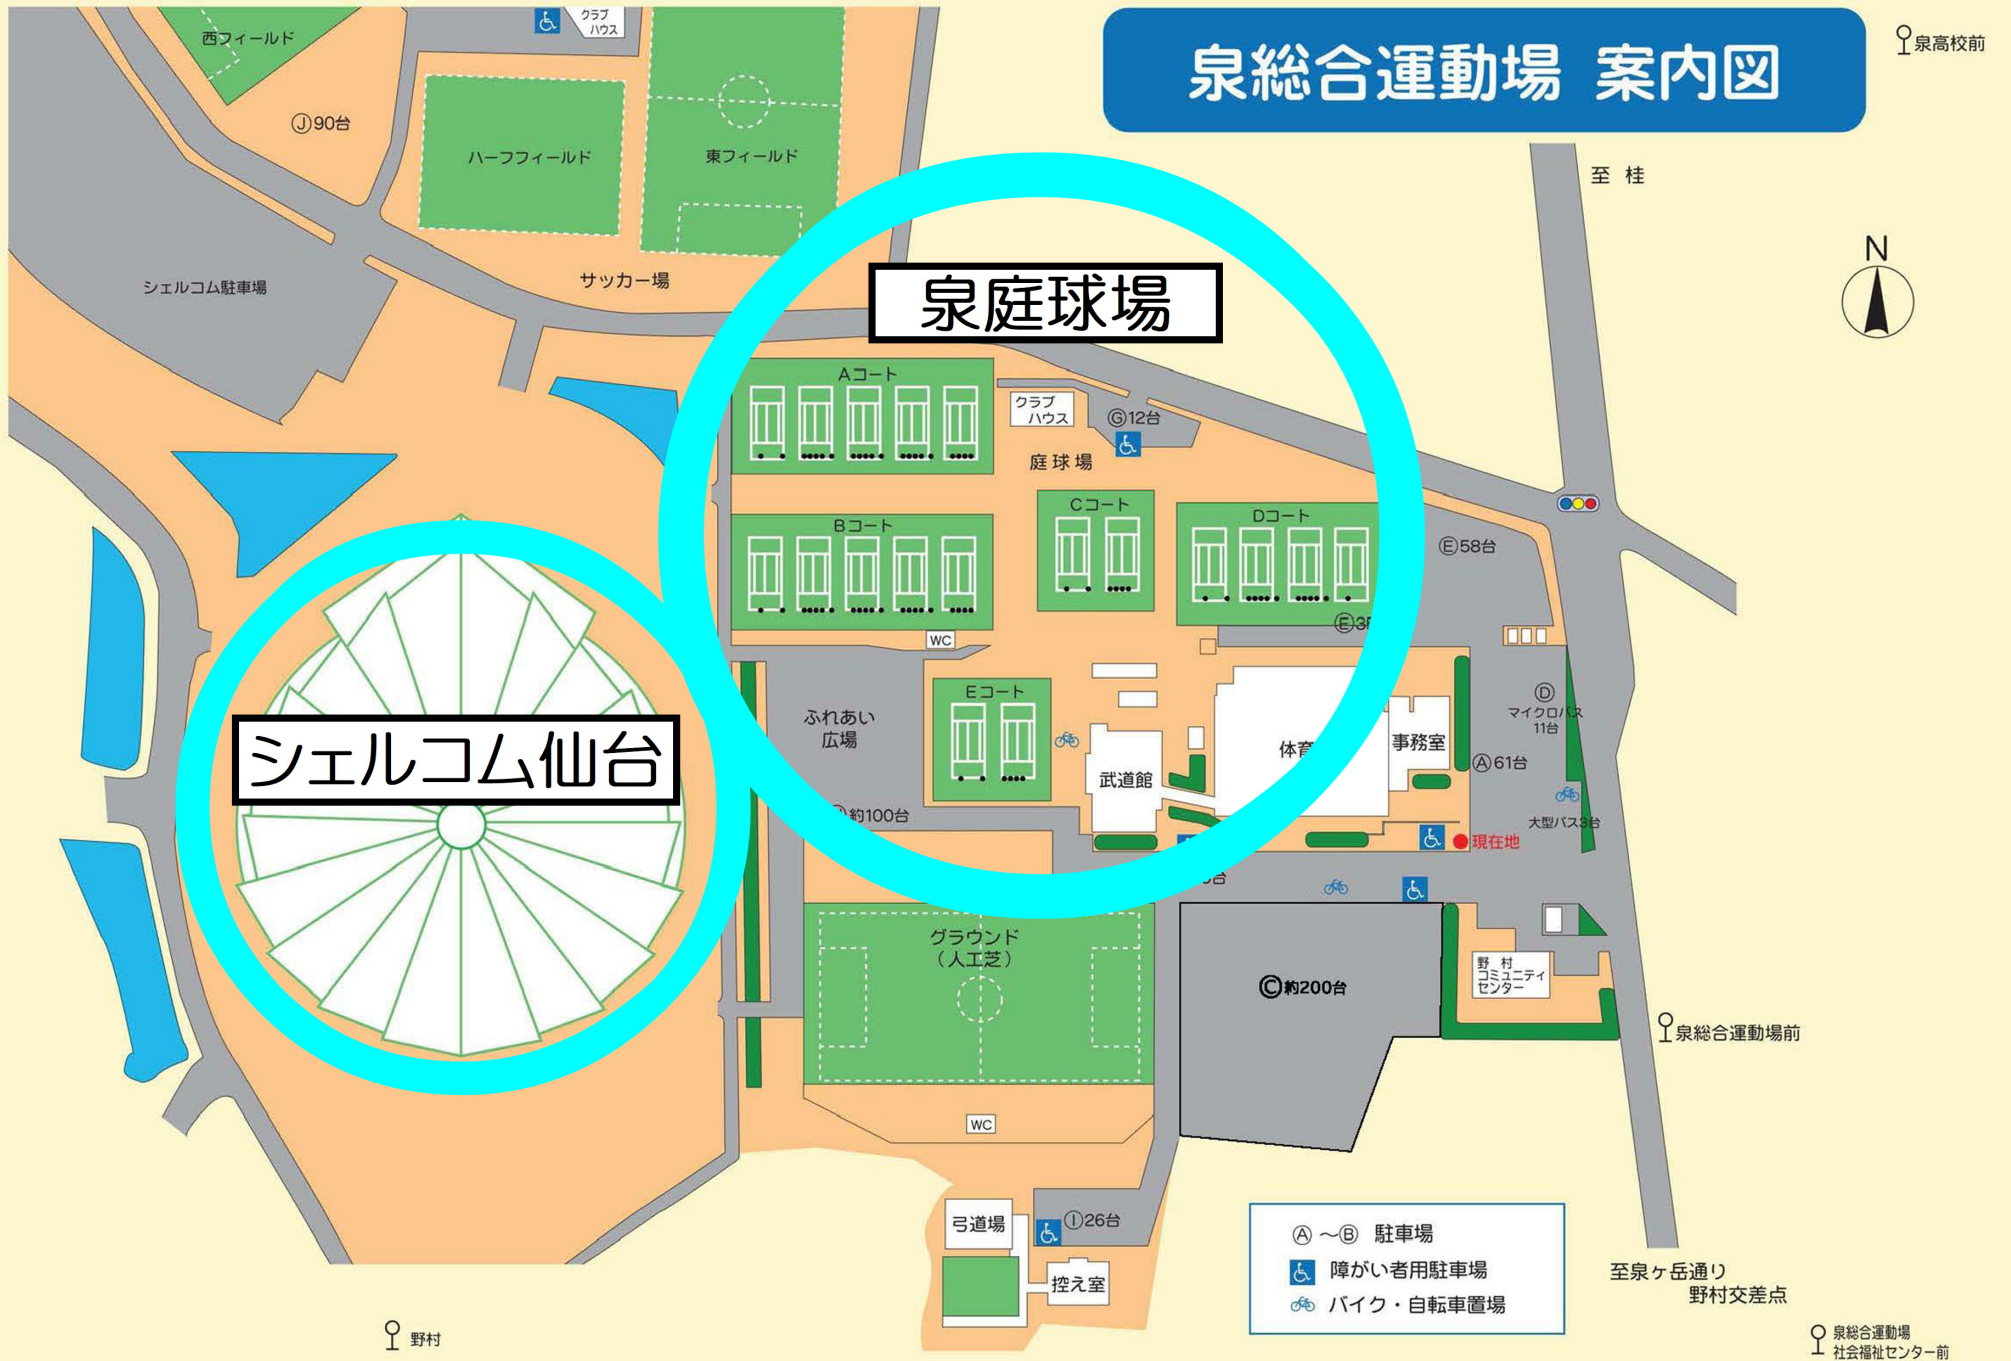 泉総合運動場 案内図
泉高校前
クラブ
ハウス
西フィールド
Ⓙ90台
ハーフフィールド
東フィールド
至 桂
N
シェルコム駐車場
サッカー場
泉庭球場
Aコート
クラブ
ハウス
Ⓖ12台
庭球場
Cコート
Bコート
Dコート
Ⓔ58台
Ⓔ3
WC
Eコート
ふれあい
広場
シェルコム仙台
武道館
体育
事務室
Ⓓ
マイクロバス
11台
Ⓐ61台
約100台
大型バス3台
現在地
台
グラウンド
(人工芝)
Ⓒ約200台
野 村
コミュニティ
センター
泉総合運動場前
WC
弓道場
Ⓘ26台
控え室
Ⓐ～Ⓑ 駐車場
障がい者用駐車場
バイク・自転車置場
至泉ヶ岳通り
野村交差点
野村
泉総合運動場
社会福祉センター前